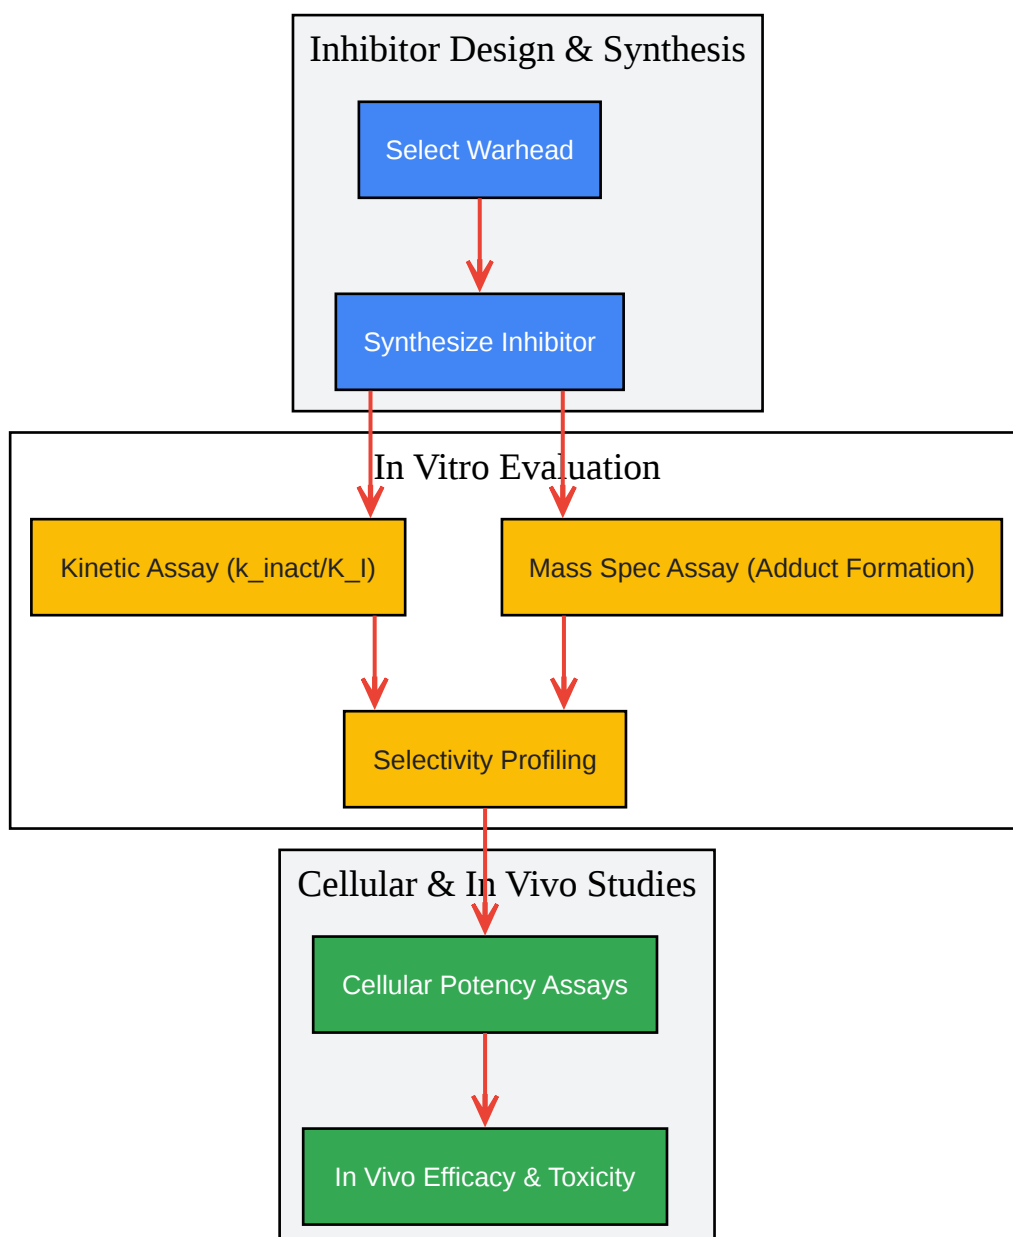 Inhibitor Design & Synthesis
Select Warhead
Synthesize Inhibitor
In Vitro Evaluation
Kinetic Assay (k_inact/K_I)
Mass Spec Assay (Adduct Formation)
Selectivity Profiling
Cellular & In Vivo Studies
Cellular Potency Assays
In Vivo Efficacy & Toxicity